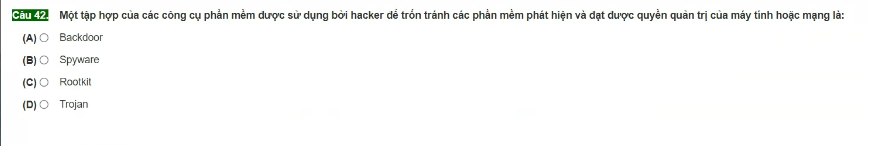 Câu 42. Một tập hợp của các công cụ phần mềm được sử dụng bởi hacker để trốn tránh các phần mềm phát hiện và đạt được quyền quản trị của máy tính hoặc mạng là:
(A) Backdoor
(B) Spyware
(C) Rootkit
(D) Trojan